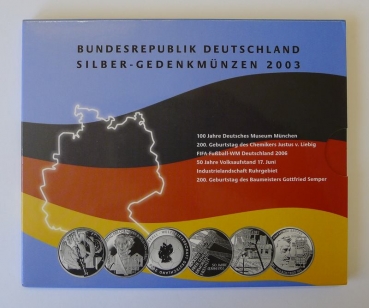 BUNDESREPUBLIK DEUTSCHLAND
SILBER-GEDENKMÜNZEN 2003
100 Jahre Deutsches Museum München
200. Geburtstag des Chemikers Justus v. Liebig
FIFA Fußball-WM Deutschland 2006
50 Jahre Volksaufstand 17. Juni
Industrielandschaft Ruhrgebiet
200. Geburtstag des Baumeisters Gottfried Semper